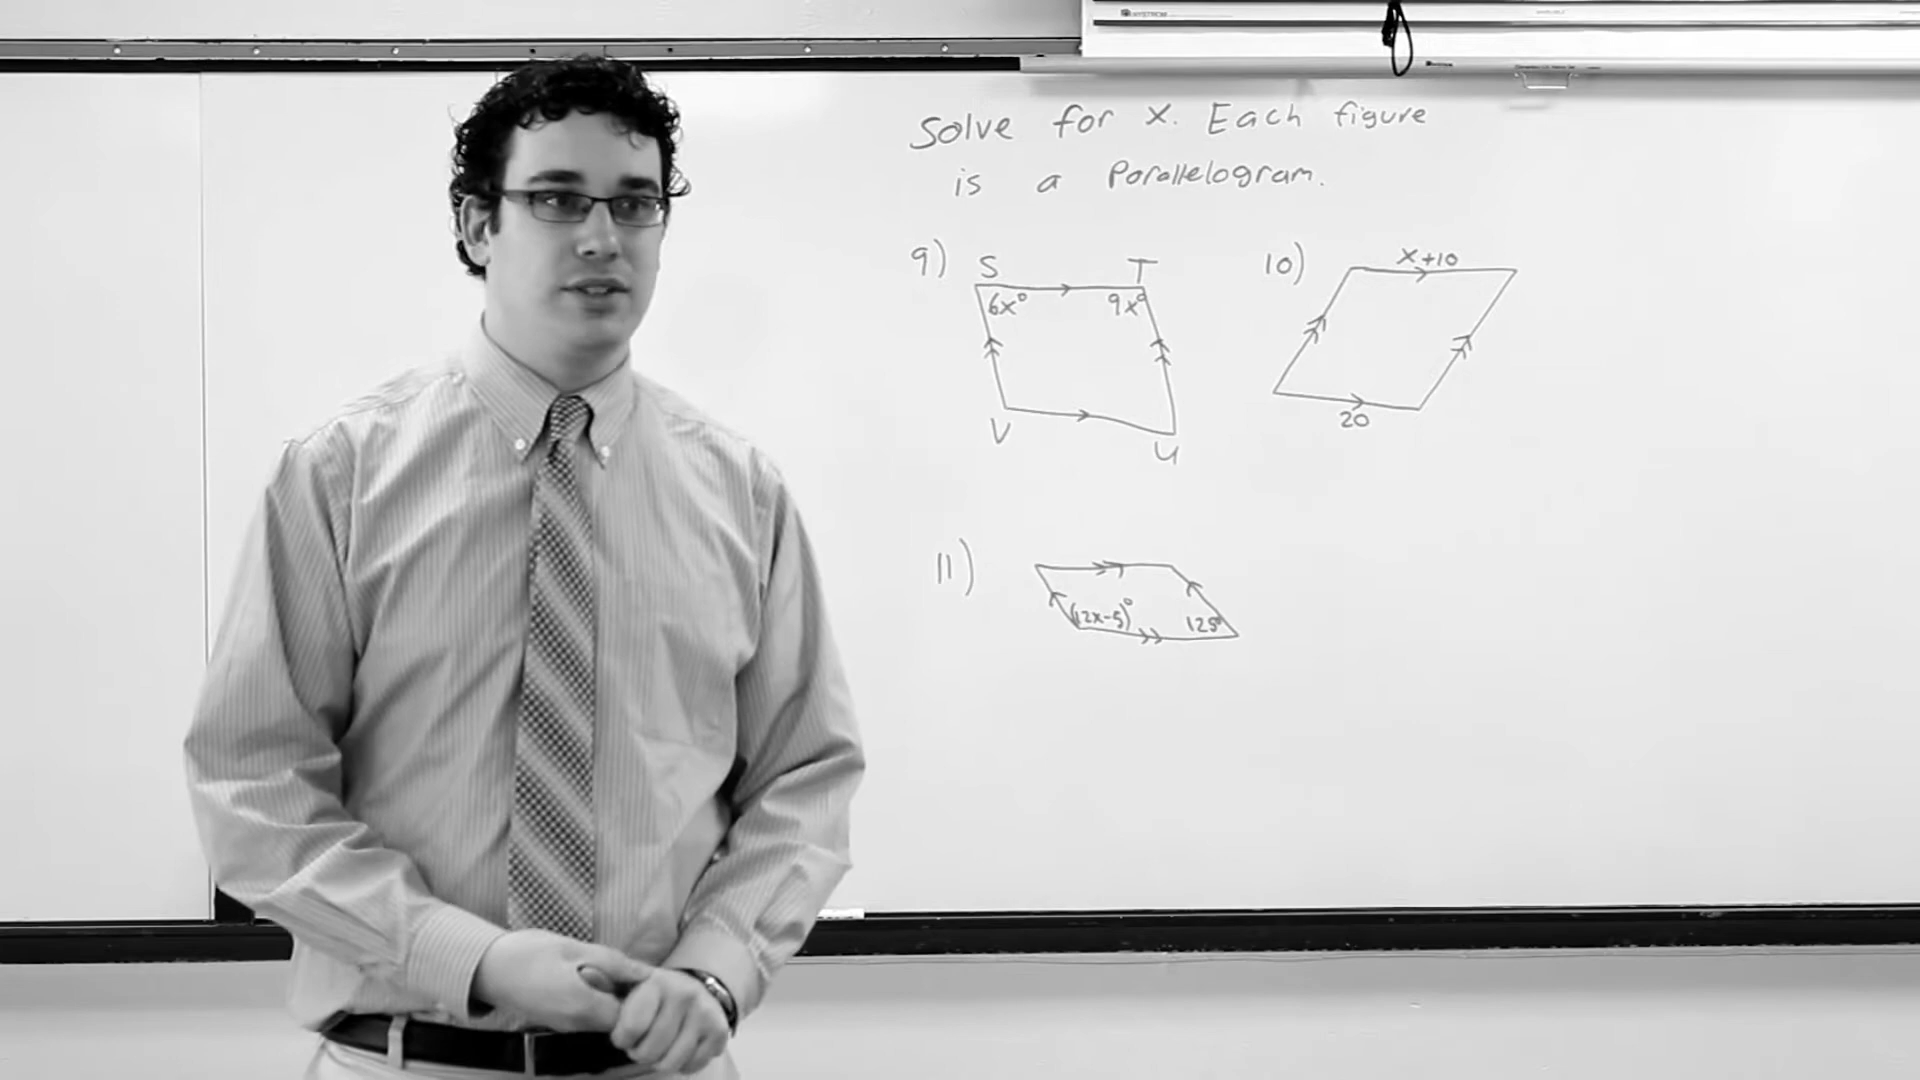 Solve for x. Each figure
is a Parallelogram.
9) S T
6x° 9x°
V U
10) x+10
20
11)
(12x-5)° 125°